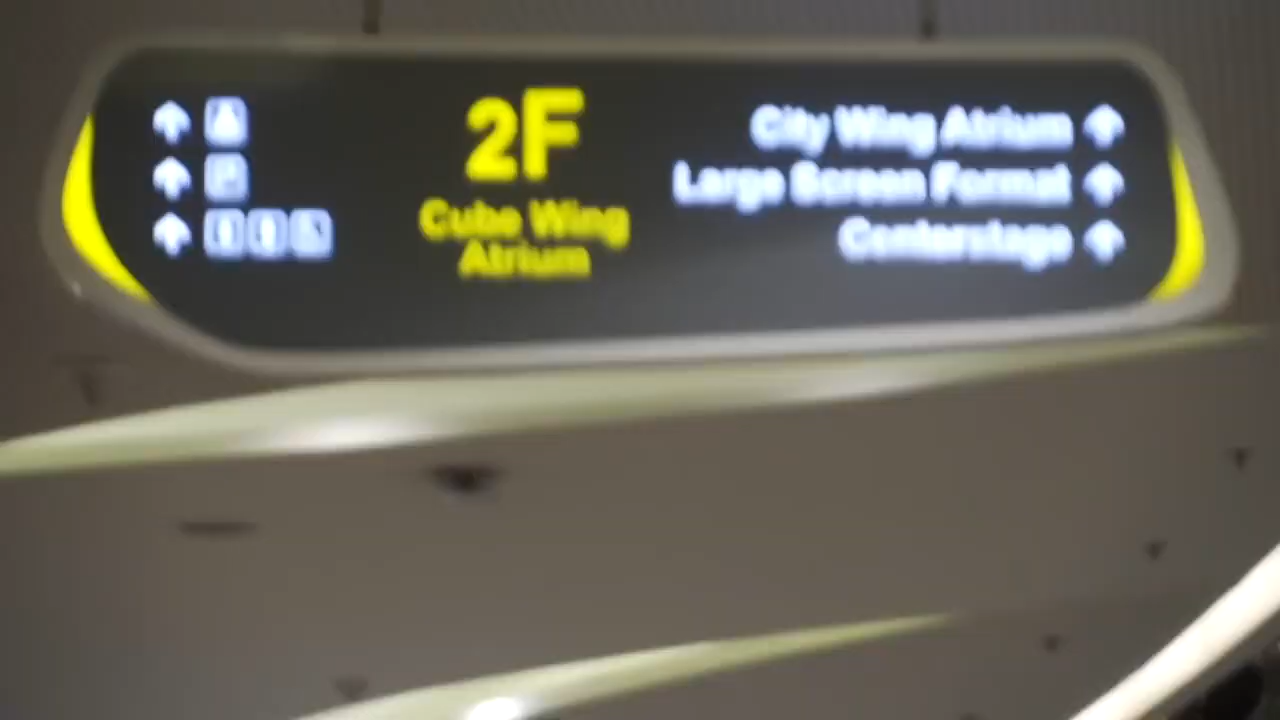 2F
Cube Wing
Atrium
City Wing Atrium
Large Screen Format
Centerstage